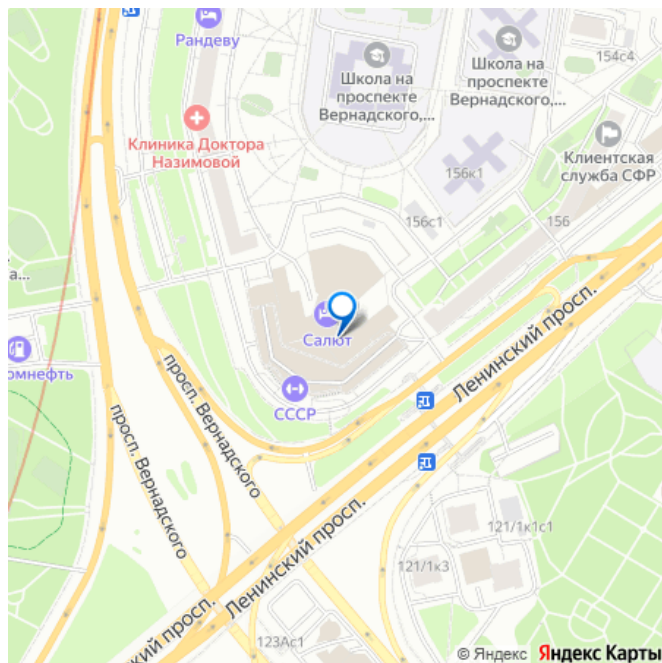 Рандеву
Школа на
проспекте
Вернадского,...
Школа на
проспекте
Вернадского,...
154с4
Клиника Доктора
Назимовой
Клиентская
служба СФР
156к1
156с1
156
а...
Салют
Ленинский просп.
омнефть
СССР
просп. Вернадского
просп. Вернадского
Ленинский просп.
121/1к1с1
121/1к3
ский просп.
123Ас1
© Яндекс Яндекс Карты